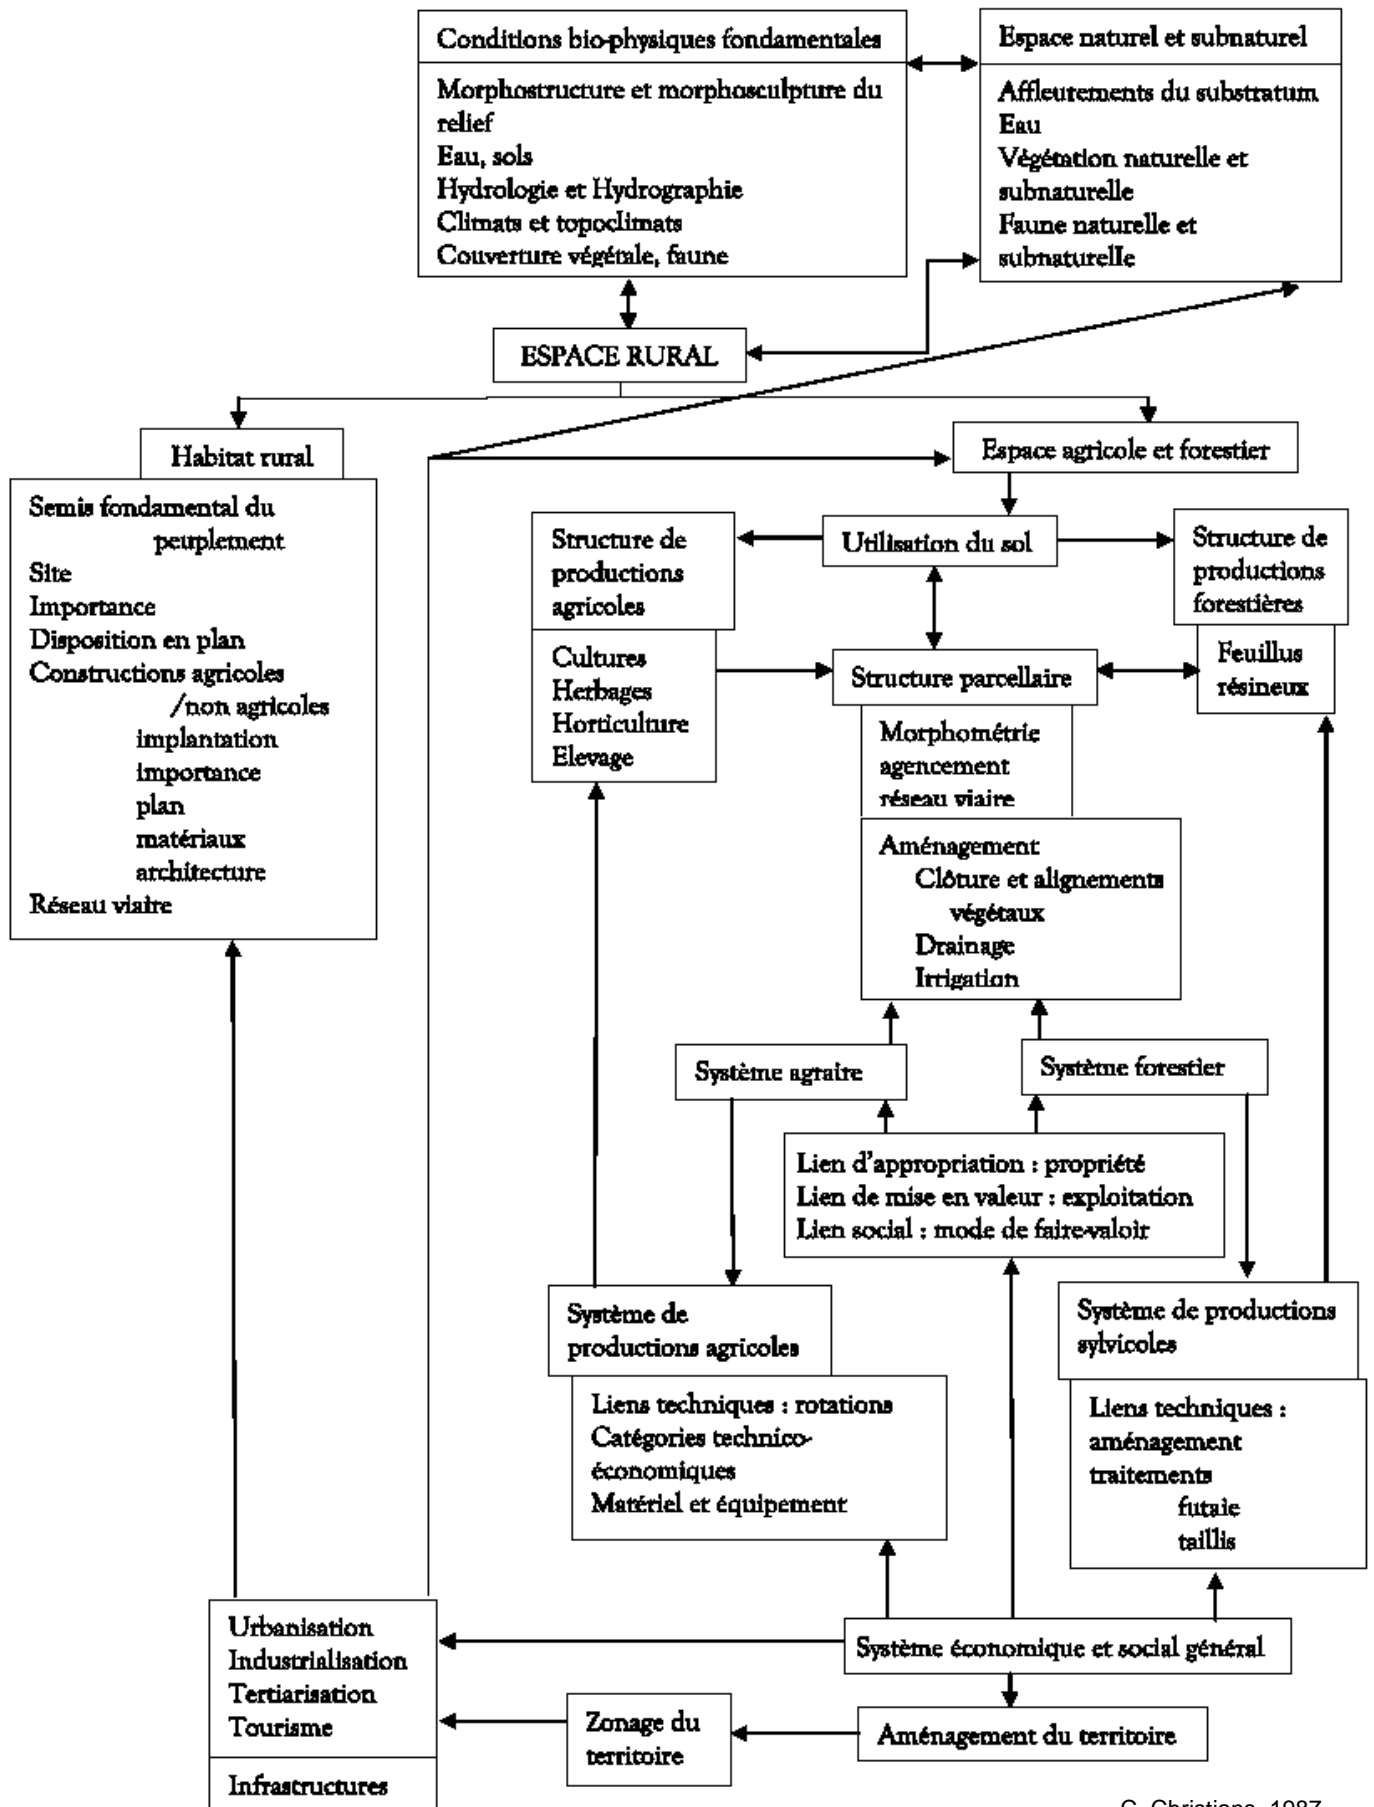 Conditions bio-physiques fondamentales
Morphostructure et morphosculpture du
relief
Eau, sols
Hydrologie et Hydrographie
Climats et topoclimats
Couverture végétale, faune
Espace naturel et subnaturel
Affleurements du substratum
Eau
Végétation naturelle et
subnaturelle
Faune naturelle et
subnaturelle
ESPACE RURAL
Habitat rural
Semis fondamental du
peuplement
Site
Importance
Disposition en plan
Constructions agricoles
/non agricoles
implantation
importance
plan
matériaux
architecture
Réseau viaire
Espace agricole et forestier
Utilisation du sol
Structure de
productions
agricoles
Cultures
Herbages
Horticulture
Elevage
Structure de
productions
forestières
Feuillus
résineux
Structure parcellaire
Morphométrie
agencement
réseau viaire
Aménagement
Clôture et alignements
végétaux
Drainage
Irrigation
Système agraire
Système forestier
Lien d'appropriation : propriété
Lien de mise en valeur : exploitation
Lien social : mode de faire-valoir
Système de
productions agricoles
Liens techniques : rotations
Catégories technico-
économiques
Matériel et équipement
Système de productions
sylvicoles
Liens techniques :
aménagement
traitements
futaie
taillis
Système économique et social général
Aménagement du territoire
Zonage du
territoire
Urbanisation
Industrialisation
Tertiarisation
Tourisme
Infrastructures
C. Christians, 1987